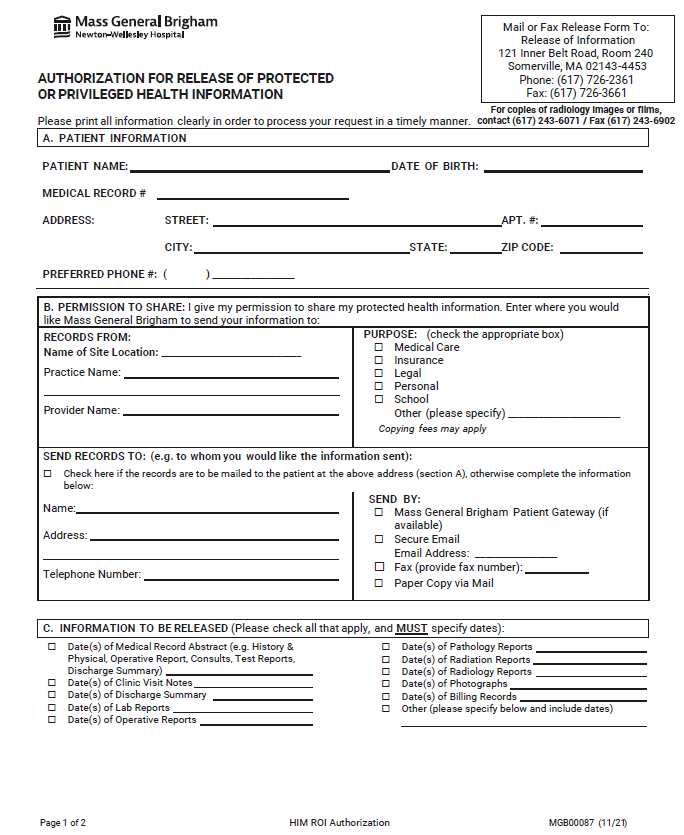 Mass General Brigham
Newton-Wellesley Hospital
Mail or Fax Release Form To:
Release of Information
121 Inner Belt Road, Room 240
Somerville, MA 02143-4453
Phone: (617) 726-2361
Fax: (617) 726-3661
AUTHORIZATION FOR RELEASE OF PROTECTED
OR PRIVILEGED HEALTH INFORMATION
For copies of radiology images or films,
contact (617) 243-6071 / Fax (617) 243-6902
Please print all information clearly in order to process your request in a timely manner.
A. PATIENT INFORMATION
PATIENT NAME: DATE OF BIRTH:
MEDICAL RECORD #
ADDRESS: STREET: APT. #:
CITY: STATE: ZIP CODE:
PREFERRED PHONE #: ( )
B. PERMISSION TO SHARE: I give my permission to share my protected health information. Enter where you would
like Mass General Brigham to send your information to:
RECORDS FROM:
Name of Site Location:
Practice Name:
Provider Name:
PURPOSE: (check the appropriate box)
☐ Medical Care
☐ Insurance
☐ Legal
☐ Personal
☐ School
Other (please specify)
Copying fees may apply
SEND RECORDS TO: (e.g. to whom you would like the information sent):
☐ Check here if the records are to be mailed to the patient at the above address (section A), otherwise complete the information
below:
Name:
Address:
Telephone Number:
SEND BY:
☐ Mass General Brigham Patient Gateway (if
available)
☐ Secure Email
Email Address:
☐ Fax (provide fax number):
☐ Paper Copy via Mail
C. INFORMATION TO BE RELEASED (Please check all that apply, and MUST specify dates):
☐ Date(s) of Medical Record Abstract (e.g. History &
Physical, Operative Report, Consults, Test Reports,
Discharge Summary)
☐ Date(s) of Clinic Visit Notes
☐ Date(s) of Discharge Summary
☐ Date(s) of Lab Reports
☐ Date(s) of Operative Reports
☐ Date(s) of Pathology Reports
☐ Date(s) of Radiation Reports
☐ Date(s) of Radiology Reports
☐ Date(s) of Photographs
☐ Date(s) of Billing Records
☐ Other (please specify below and include dates)
Page 1 of 2 HIM ROI Authorization MGB00087 (11/21)